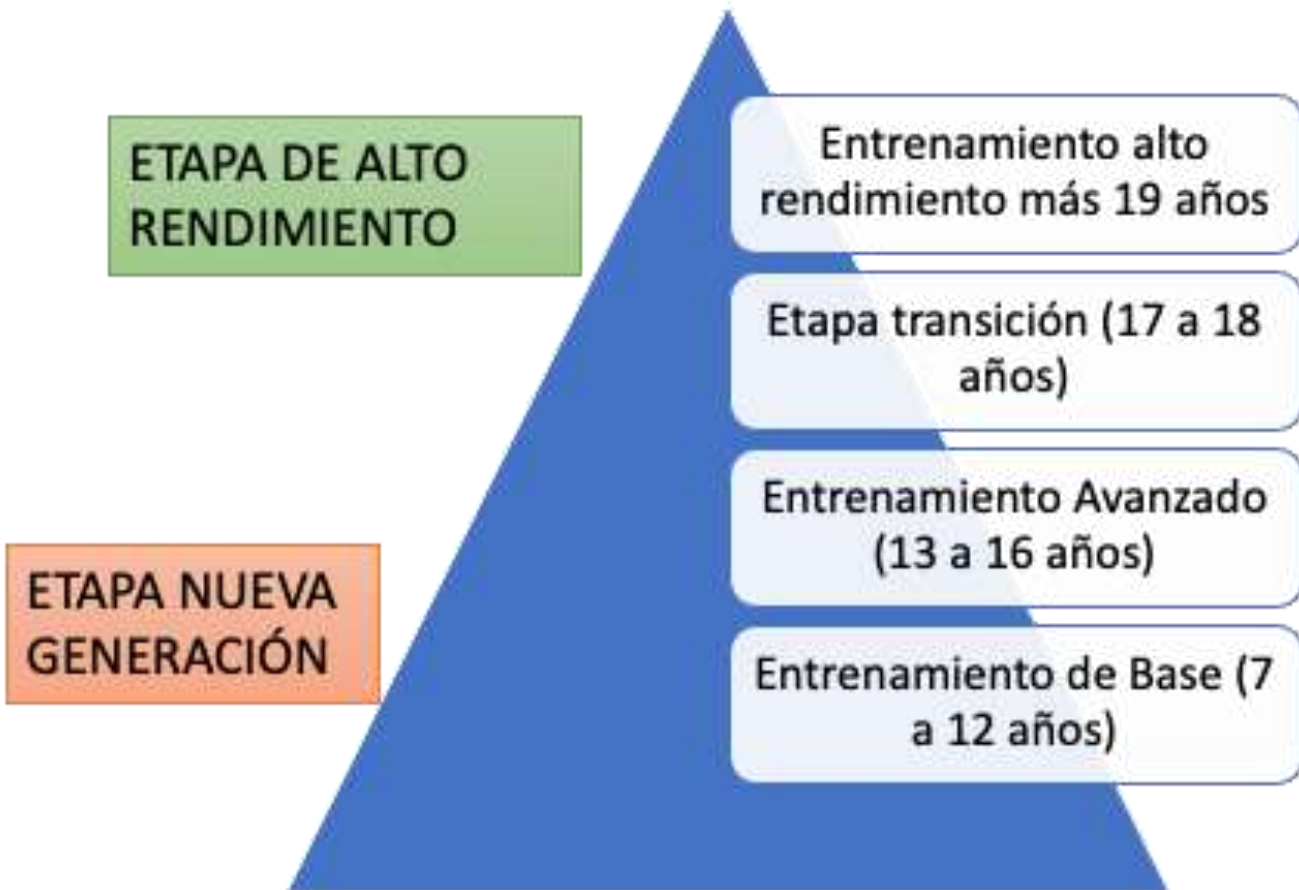 ETAPA DE ALTO
RENDIMIENTO
Entrenamiento alto
rendimiento más 19 años
Etapa transición (17 a 18
años)
Entrenamiento Avanzado
(13 a 16 años)
ETAPA NUEVA
GENERACIÓN
Entrenamiento de Base (7
a 12 años)